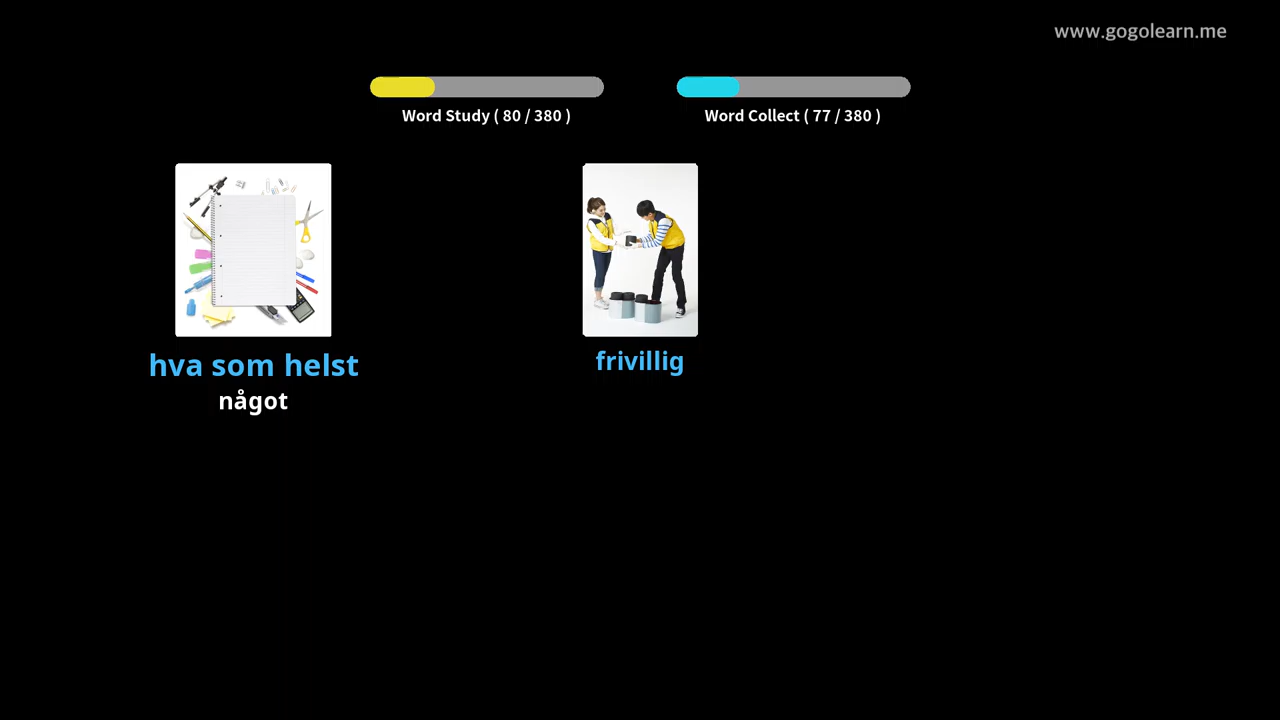 www.gogolearn.me
Word Study ( 80 / 380 )
Word Collect ( 77 / 380 )
hva som helst
något
frivillig